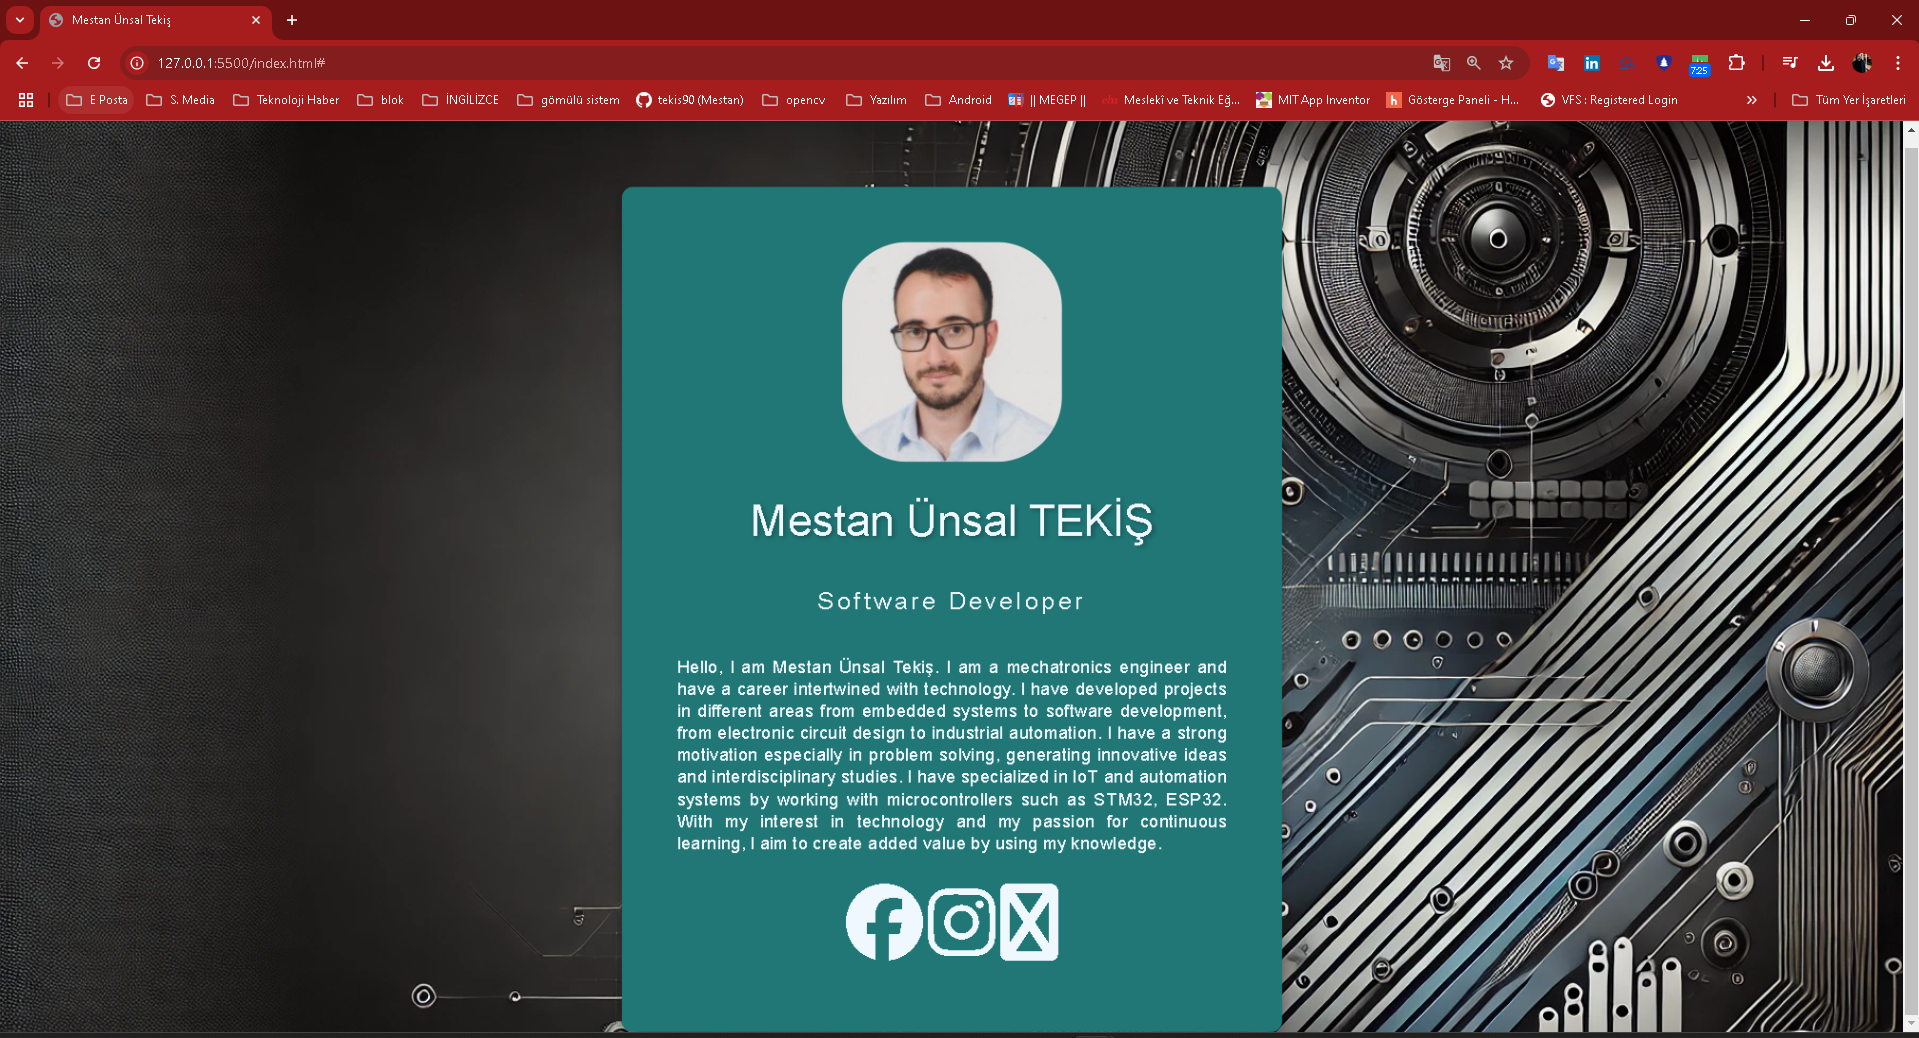 Mestan Ünsal Tekiş
127.0.0.1:5500/index.html#
7:25
E Posta
S. Media
Teknoloji Haber
blok
İNGİLİZCE
gömülü sistem
tekis90 (Mestan)
opencv
Yazılım
Android
|| MEGEP ||
Meslekî ve Teknik Eğ...
MIT App Inventor
Gösterge Paneli - H...
VFS : Registered Login
Tüm Yer İşaretleri
Mestan Ünsal TEKİŞ
Software Developer
Hello, I am Mestan Ünsal Tekiş. I am a mechatronics engineer and
have a career intertwined with technology. I have developed projects
in different areas from embedded systems to software development,
from electronic circuit design to industrial automation. I have a strong
motivation especially in problem solving, generating innovative ideas
and interdisciplinary studies. I have specialized in IoT and automation
systems by working with microcontrollers such as STM32, ESP32.
With my interest in technology and my passion for continuous
learning, I aim to create added value by using my knowledge.